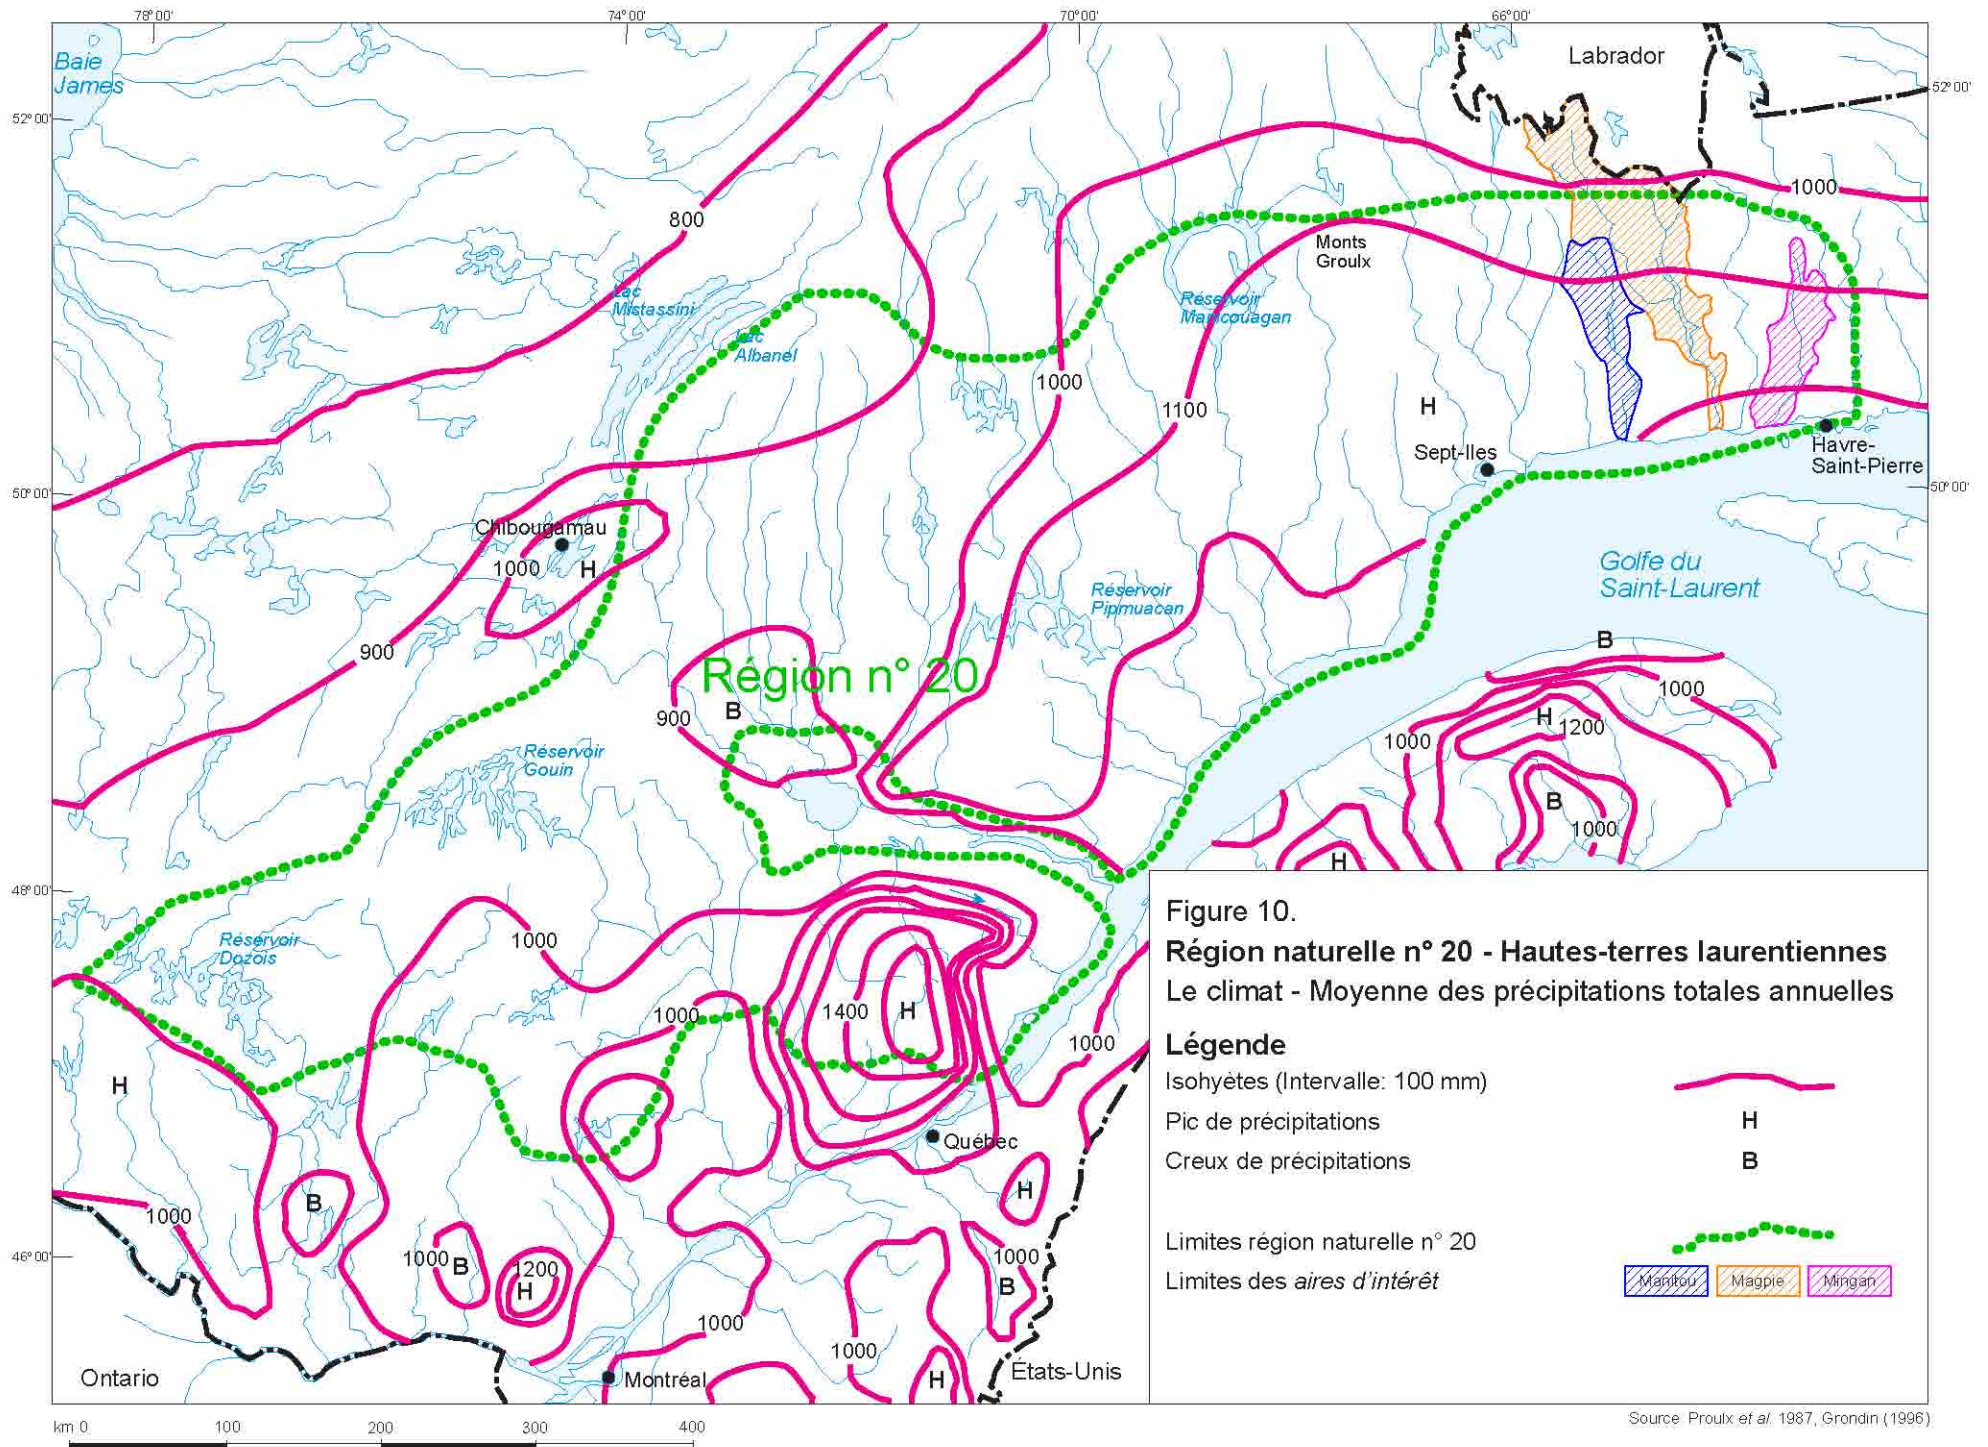 78°00'
74°00'
70°00'
66°00'
Baie
James
Labrador
52°00'
52°00'
800
1000
Monts
Groulx
Lac
Mistassini
Réservoir
Manicouagan
Lac
Albanel
1000
1100
H
Sept-Iles
Havre-
Saint-Pierre
50°00'
50°00'
Chibougamau
1000
H
Golfe du
Saint-Laurent
Réservoir
Pipmuacan
900
B
Région n° 20
1000
900
B
H
1200
1000
Réservoir
Gouin
B
1000
H
48°00'
Réservoir
Dozois
1000
1000
1400
H
1000
H
Québec
B
H
1000
46°00'
1000
B
1200
H
1000
B
1000
1000
H
Ontario
Montréal
États-Unis
Figure 10.
Région naturelle n° 20 - Hautes-terres laurentiennes
Le climat - Moyenne des précipitations totales annuelles
Légende
Isohyètes (Intervalle: 100 mm)
Pic de précipitations H
Creux de précipitations B
Limites région naturelle n° 20
Limites des aires d'intérêt Manitou Magpie Mingan
km 0 100 200 300 400
Source: Proulx et al. 1987, Grondin (1996)